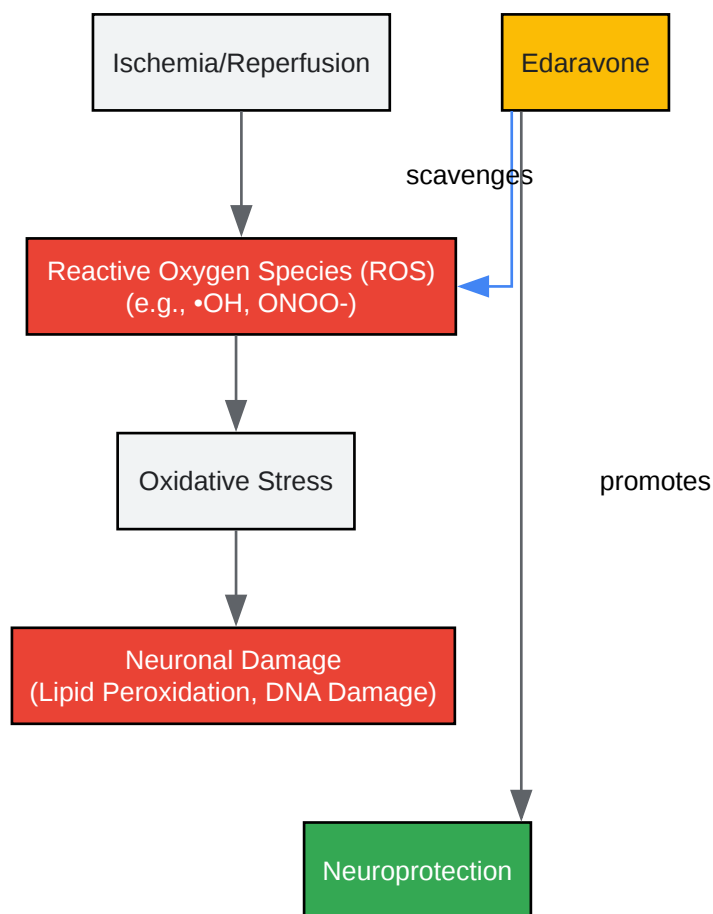 Ischemia/Reperfusion
Edaravone
scavenges
Reactive Oxygen Species (ROS)
(e.g., •OH, ONOO-)
Oxidative Stress
promotes
Neuronal Damage
(Lipid Peroxidation, DNA Damage)
Neuroprotection